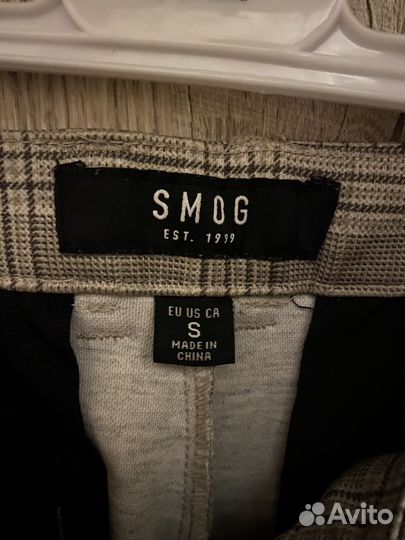 SMOG
EST. 1999
EU US CA
S
MADE IN
CHINA
Avito